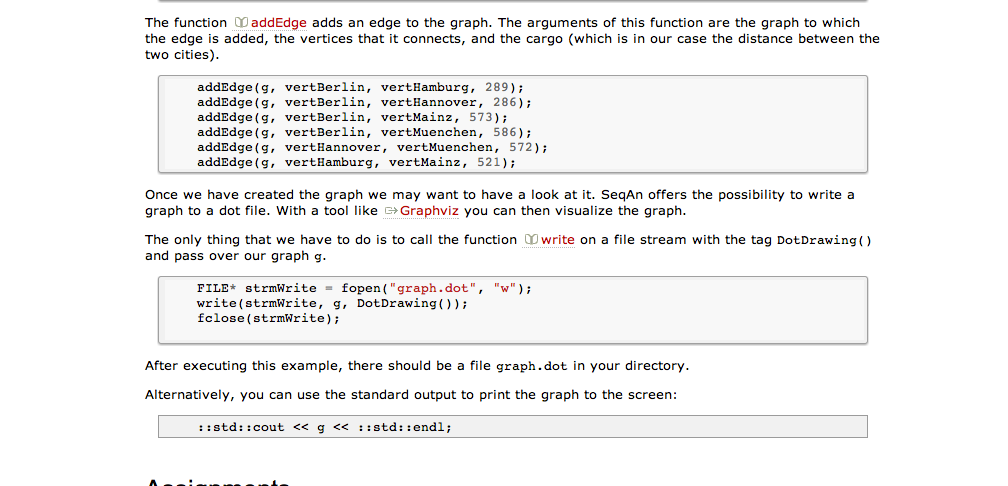 The function addEdge adds an edge to the graph. The arguments of this function are the graph to which
the edge is added, the vertices that it connects, and the cargo (which is in our case the distance between the
two cities).
addEdge(g, vertBerlin, vertHamburg, 289);
addEdge(g, vertBerlin, vertHannover, 286);
addEdge(g, vertBerlin, vertMainz, 573);
addEdge(g, vertBerlin, vertMuenchen, 586);
addEdge(g, vertHannover, vertMuenchen, 572);
addEdge(g, vertHamburg, vertMainz, 521);
Once we have created the graph we may want to have a look at it. SeqAn offers the possibility to write a
graph to a dot file. With a tool like Graphviz you can then visualize the graph.
The only thing that we have to do is to call the function write on a file stream with the tag DotDrawing()
and pass over our graph g.
FILE* strmWrite = fopen("graph.dot", "w");
write(strmWrite, g, DotDrawing());
fclose(strmWrite);
After executing this example, there should be a file graph.dot in your directory.
Alternatively, you can use the standard output to print the graph to the screen:
::std::cout << g << ::std::endl;
Assignments